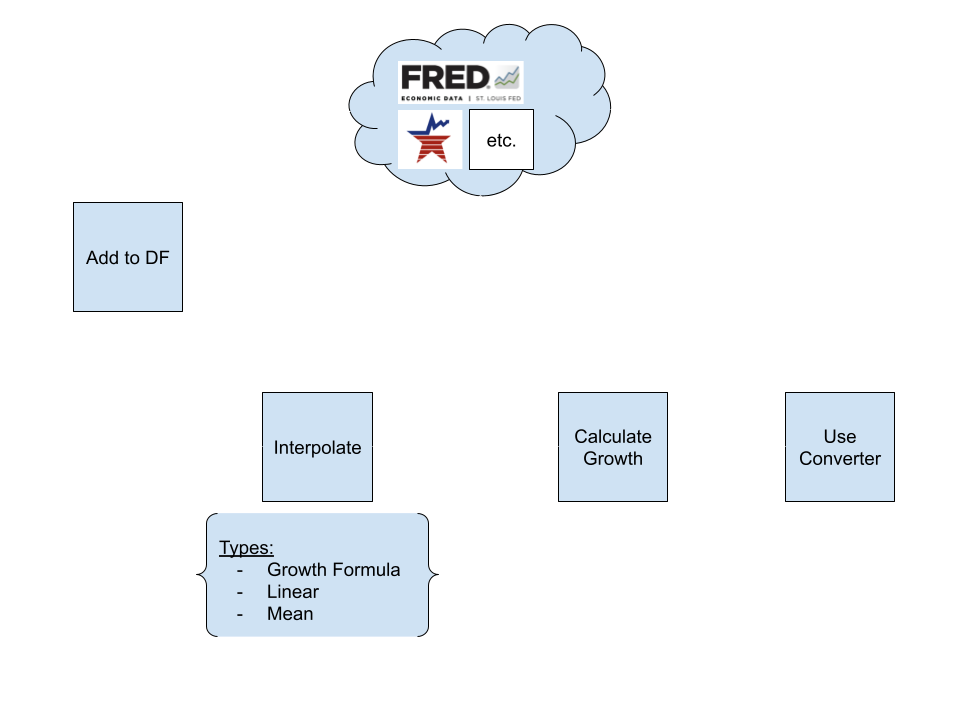 FRED
ECONOMIC DATA | ST. LOUIS FED
etc.
Add to DF
Interpolate
Calculate
Growth
Use
Converter
Types:
- Growth Formula
- Linear
- Mean